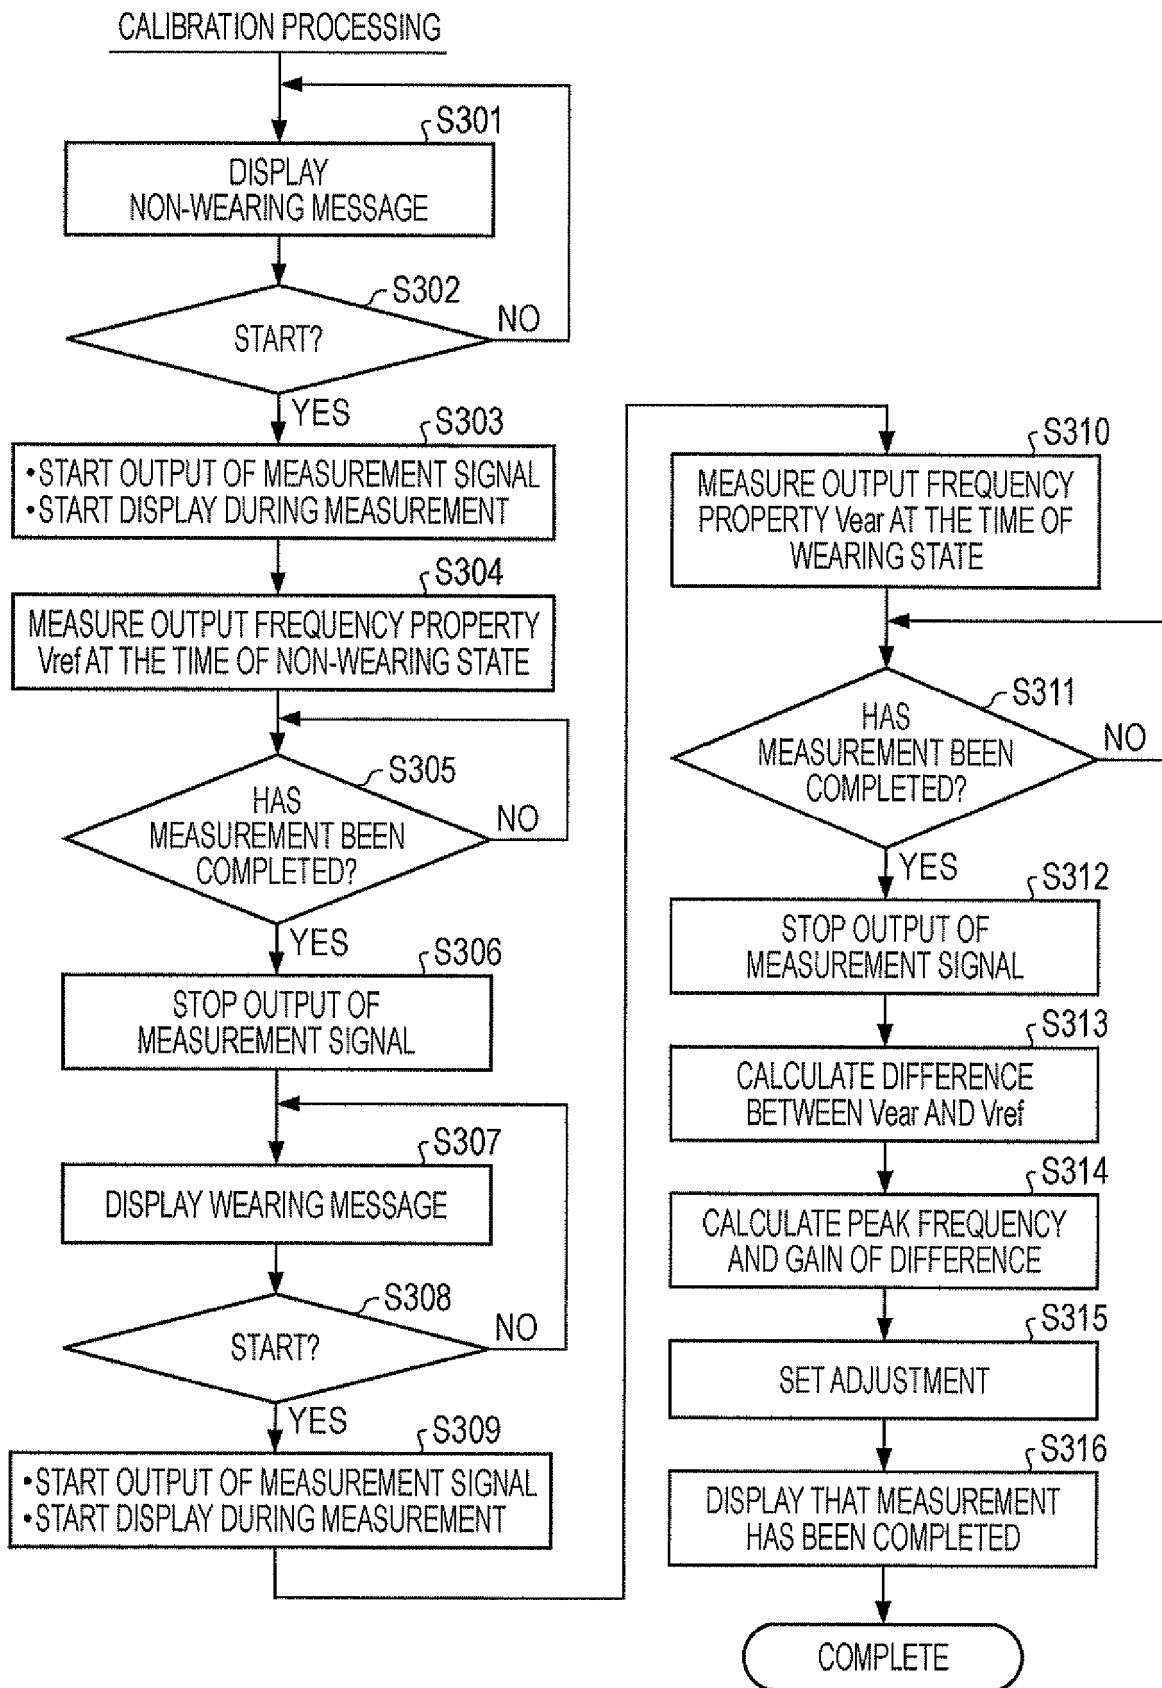 CALIBRATION PROCESSING
S301
DISPLAY
NON-WEARING MESSAGE
S302
START?
NO
YES
S303
•START OUTPUT OF MEASUREMENT SIGNAL
•START DISPLAY DURING MEASUREMENT
S304
MEASURE OUTPUT FREQUENCY PROPERTY
Vref AT THE TIME OF NON-WEARING STATE
S305
HAS
MEASUREMENT BEEN
COMPLETED?
NO
YES
S306
STOP OUTPUT OF
MEASUREMENT SIGNAL
S307
DISPLAY WEARING MESSAGE
S308
START?
NO
YES
S309
•START OUTPUT OF MEASUREMENT SIGNAL
•START DISPLAY DURING MEASUREMENT
S310
MEASURE OUTPUT FREQUENCY
PROPERTY Vear AT THE TIME OF
WEARING STATE
S311
HAS
MEASUREMENT BEEN
COMPLETED?
NO
YES
S312
STOP OUTPUT OF
MEASUREMENT SIGNAL
S313
CALCULATE DIFFERENCE
BETWEEN Vear AND Vref
S314
CALCULATE PEAK FREQUENCY
AND GAIN OF DIFFERENCE
S315
SET ADJUSTMENT
S316
DISPLAY THAT MEASUREMENT
HAS BEEN COMPLETED
COMPLETE